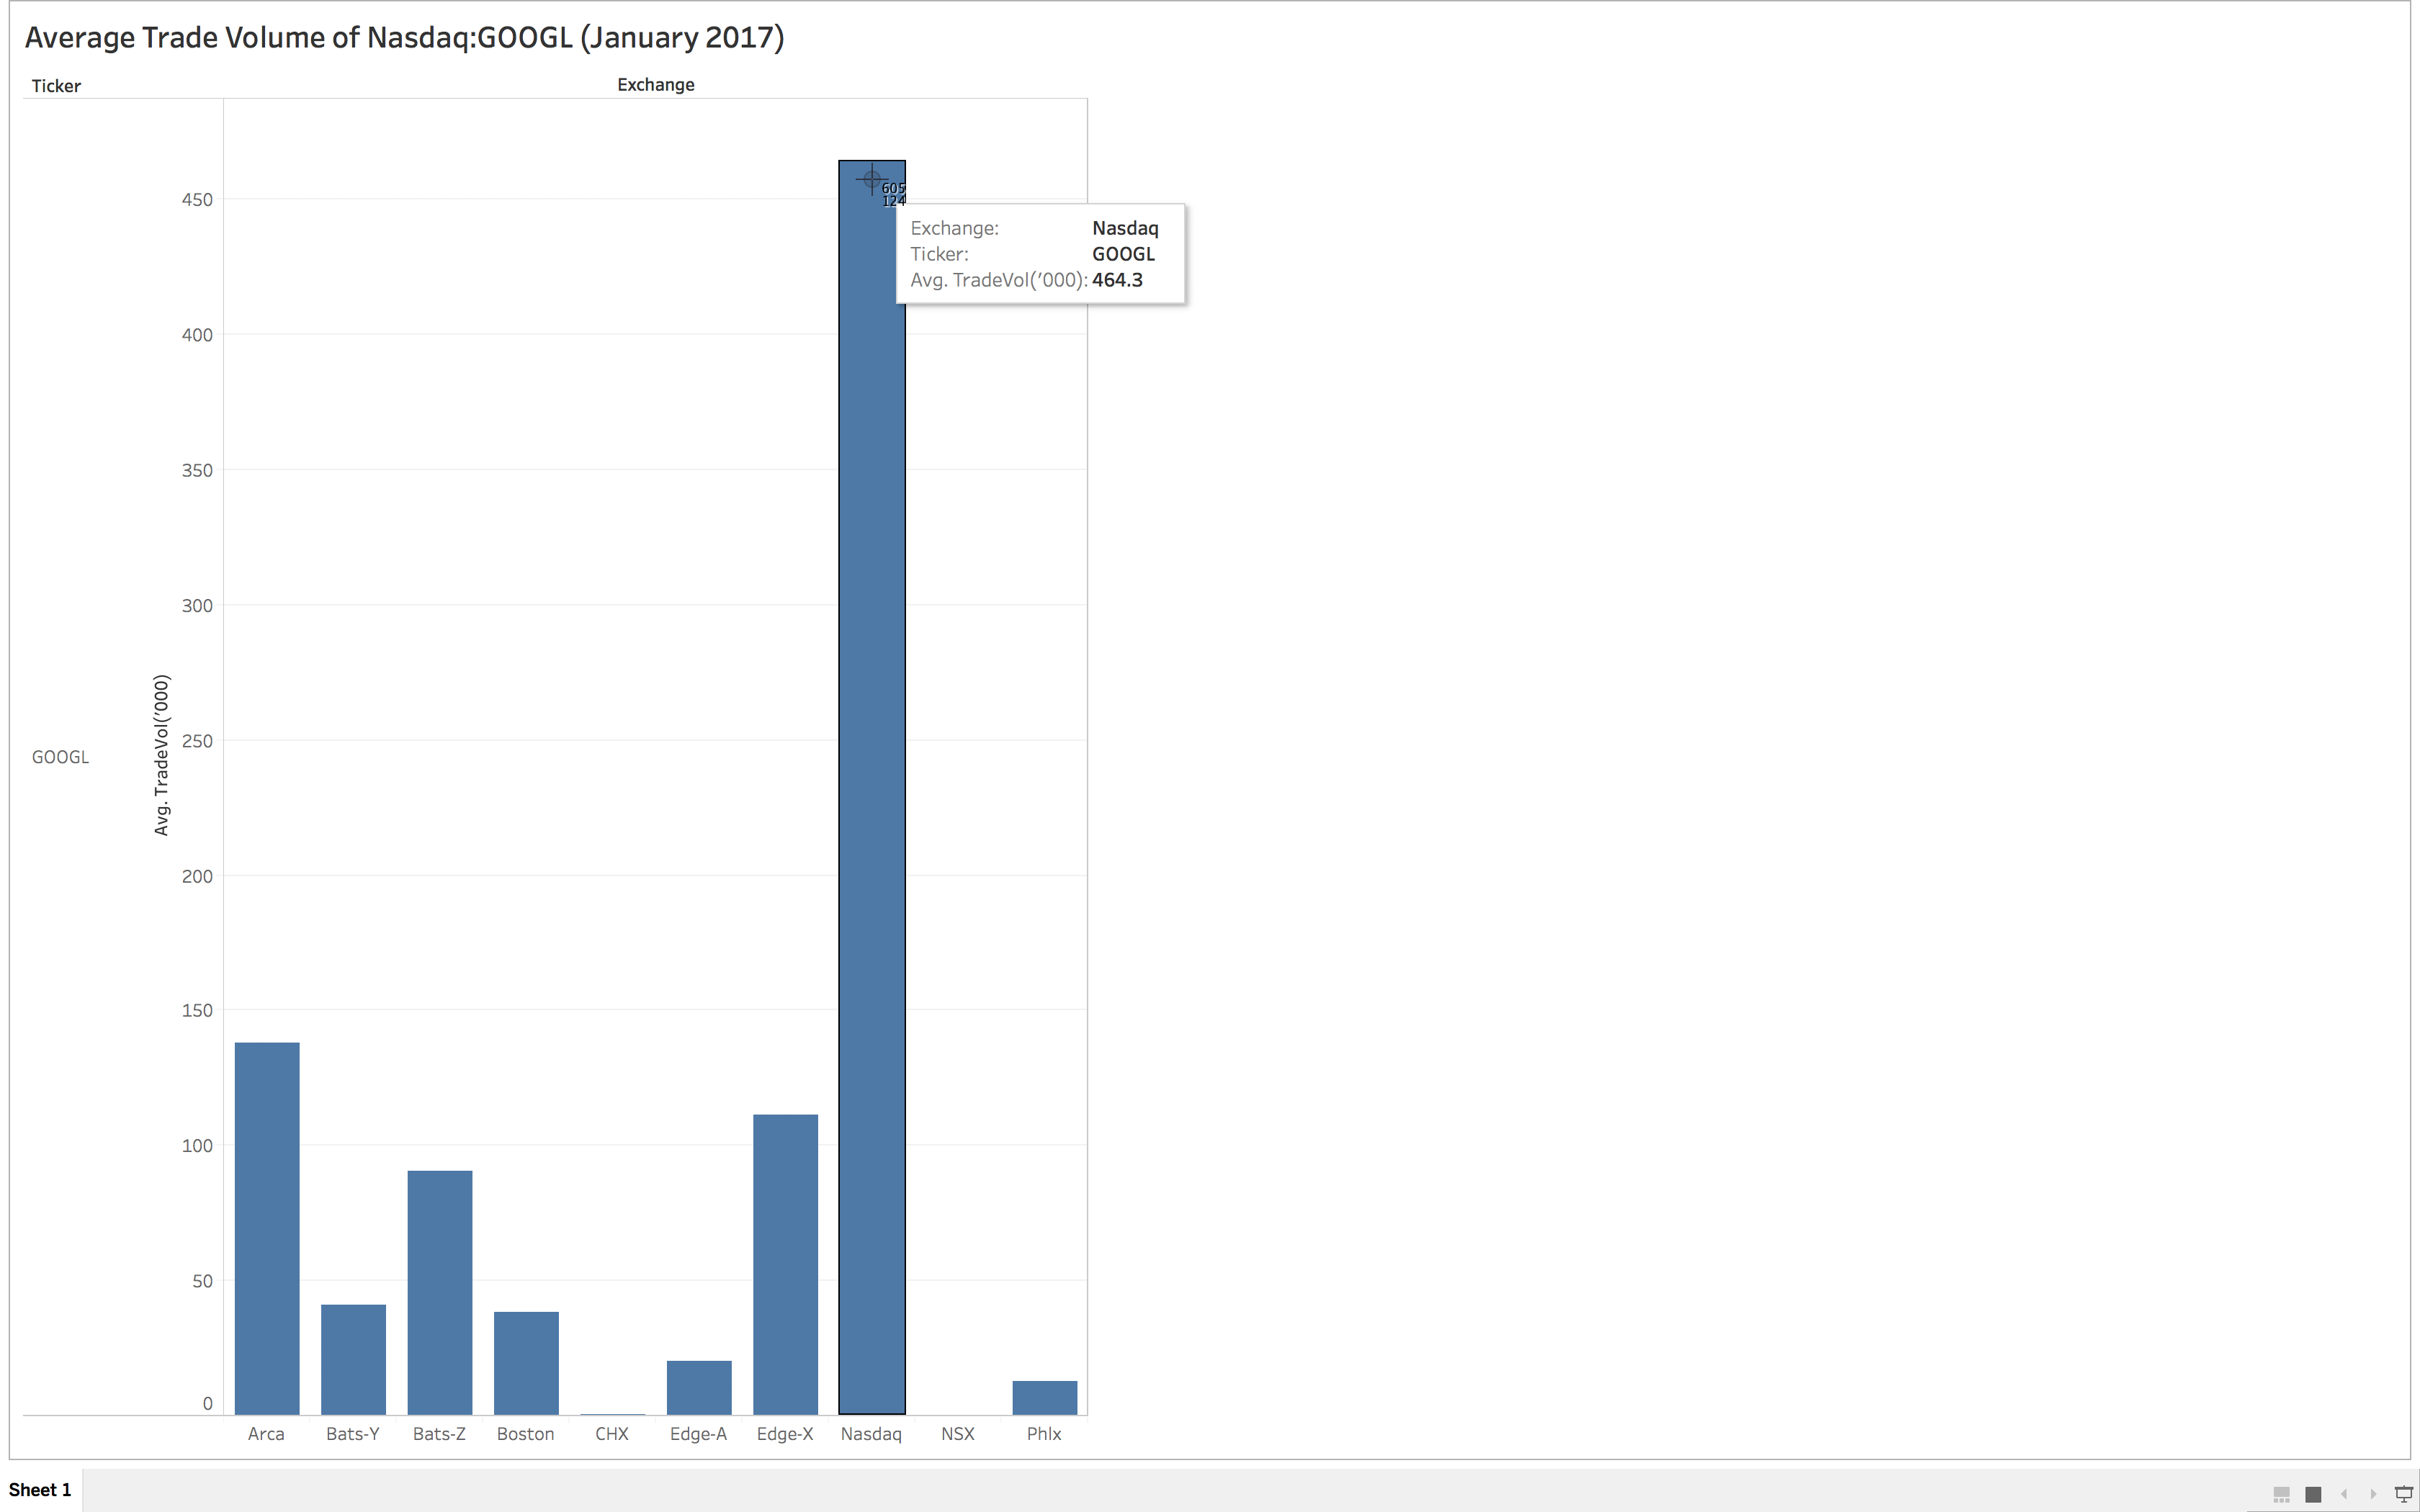 Average Trade Volume of Nasdaq:GOOGL (January 2017)
Ticker
Exchange
450
400
350
300
250
200
150
100
50
0
Avg. TradeVol('000)
GOOGL
605
124
Exchange: Nasdaq
Ticker: GOOGL
Avg. TradeVol('000): 464.3
Arca Bats-Y Bats-Z Boston CHX Edge-A Edge-X Nasdaq NSX Phlx
Sheet 1